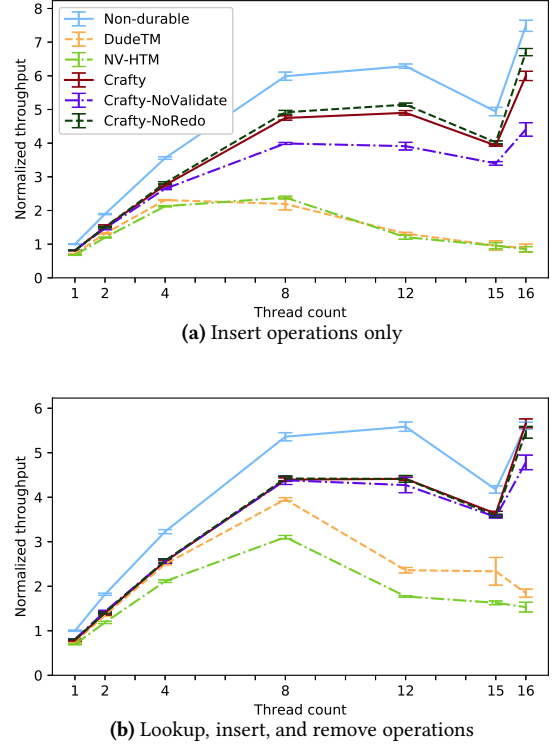 8
7
6
5
4
3
2
1
0
Normalized throughput
Non-durable
DudeTM
NV-HTM
Crafty
Crafty-NoValidate
Crafty-NoRedo
1 2 4 8 12 15 16
Thread count
(a) Insert operations only
6
5
4
3
2
1
0
Normalized throughput
1 2 4 8 12 15 16
Thread count
(b) Lookup, insert, and remove operations